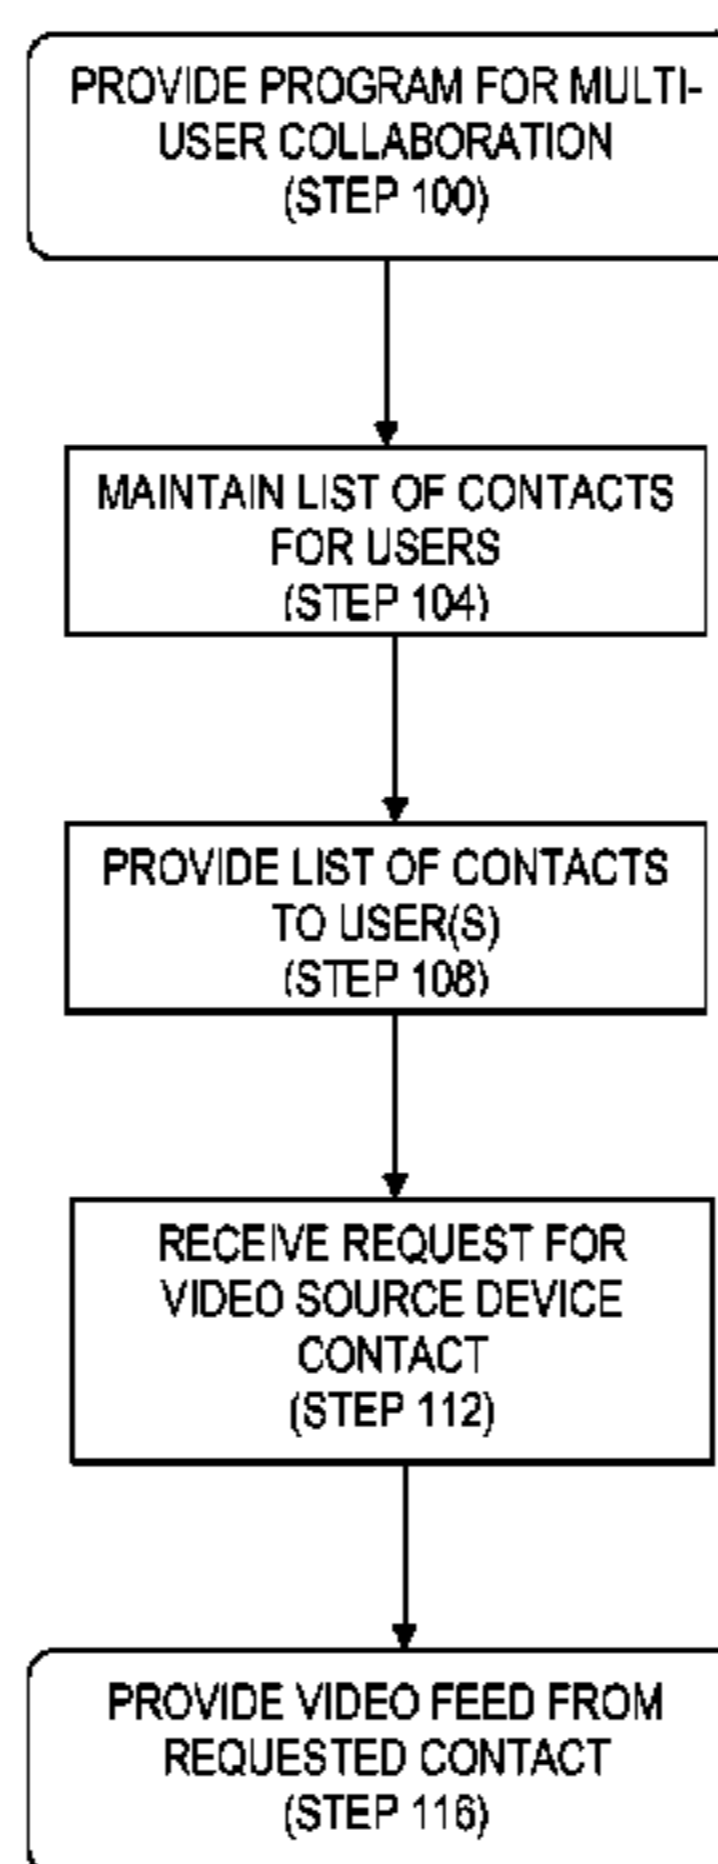 PROVIDE PROGRAM FOR MULTI-
USER COLLABORATION
(STEP 100)
MAINTAIN LIST OF CONTACTS
FOR USERS
(STEP 104)
PROVIDE LIST OF CONTACTS
TO USER(S)
(STEP 108)
RECEIVE REQUEST FOR
VIDEO SOURCE DEVICE
CONTACT
(STEP 112)
PROVIDE VIDEO FEED FROM
REQUESTED CONTACT
(STEP 116)